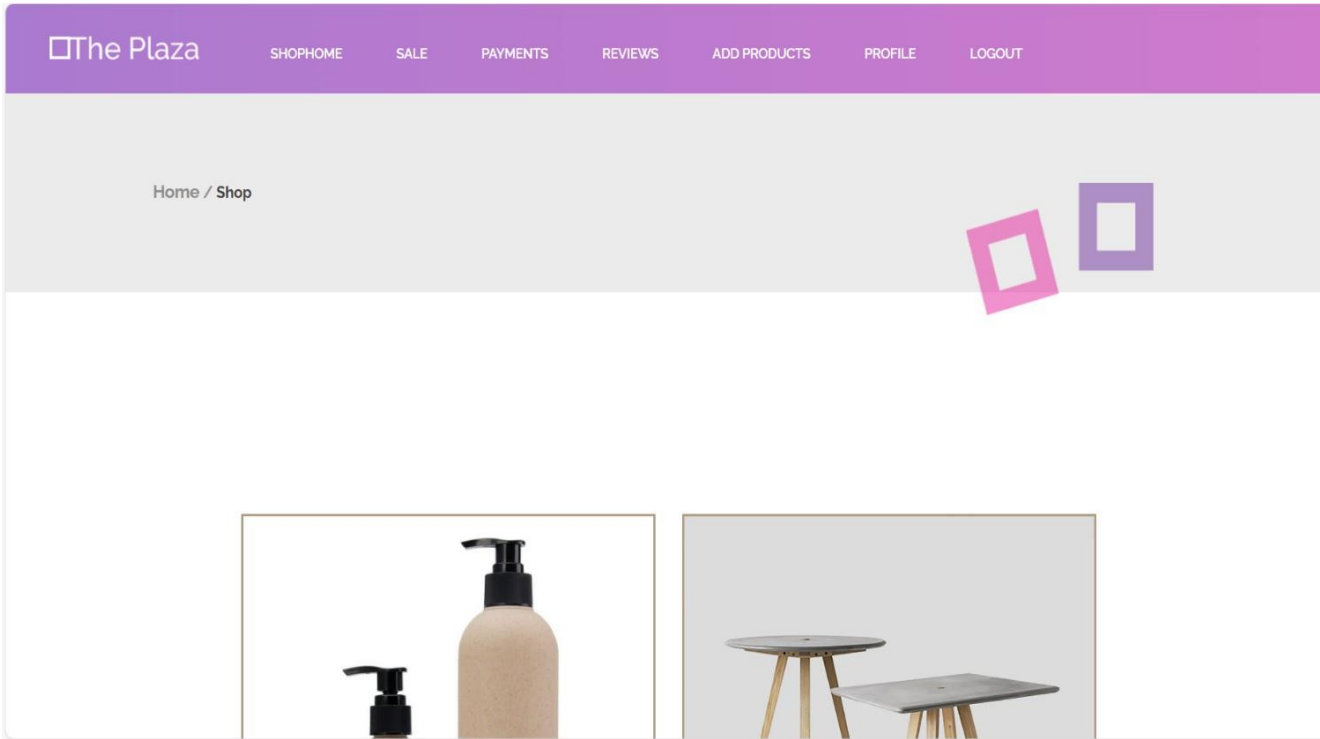 The Plaza
SHOPHOME SALE PAYMENTS REVIEWS ADD PRODUCTS PROFILE LOGOUT
Home / Shop